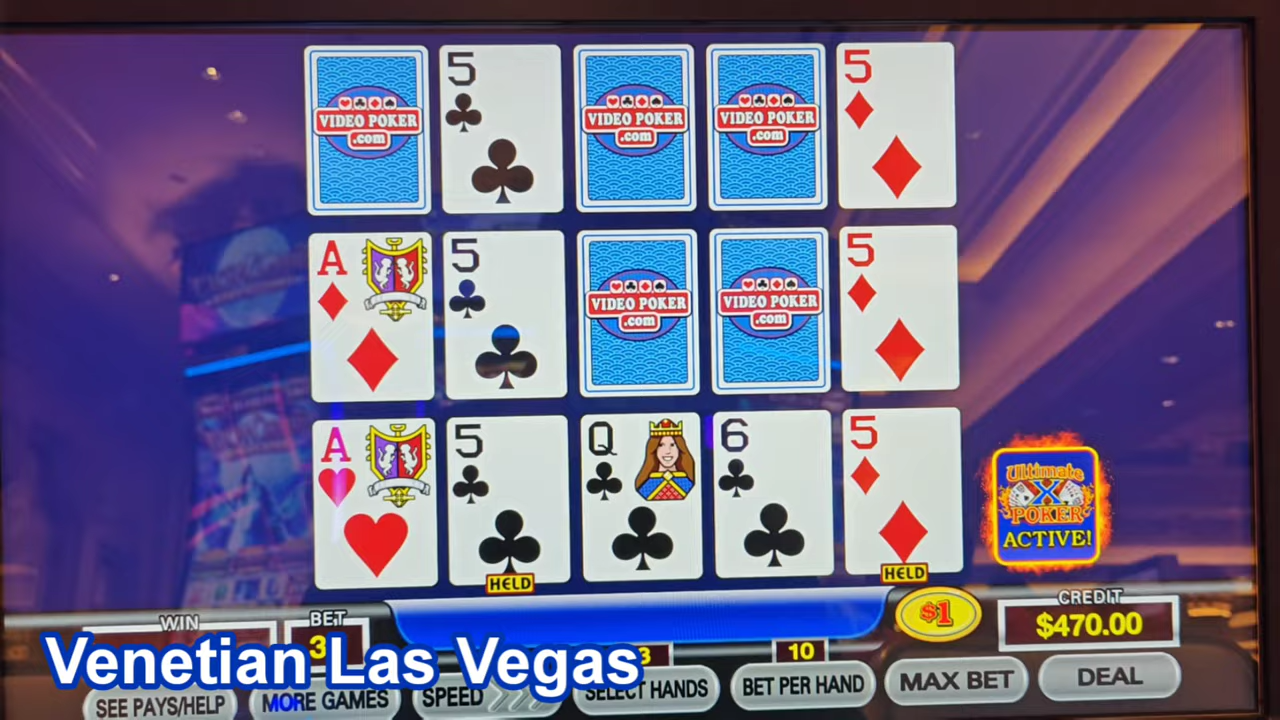 VIDEO POKER
.com
5
VIDEO POKER
.com
VIDEO POKER
.com
5
A
5
VIDEO POKER
.com
VIDEO POKER
.com
5
A
5
Q
6
5
HELD
HELD
Ultimate
X
POKER
ACTIVE!
WIN
BET
3
3
10
$1
CREDIT
$470.00
Venetian Las Vegas
SEE PAYS/HELP
MORE GAMES
SPEED
SELECT HANDS
BET PER HAND
MAX BET
DEAL